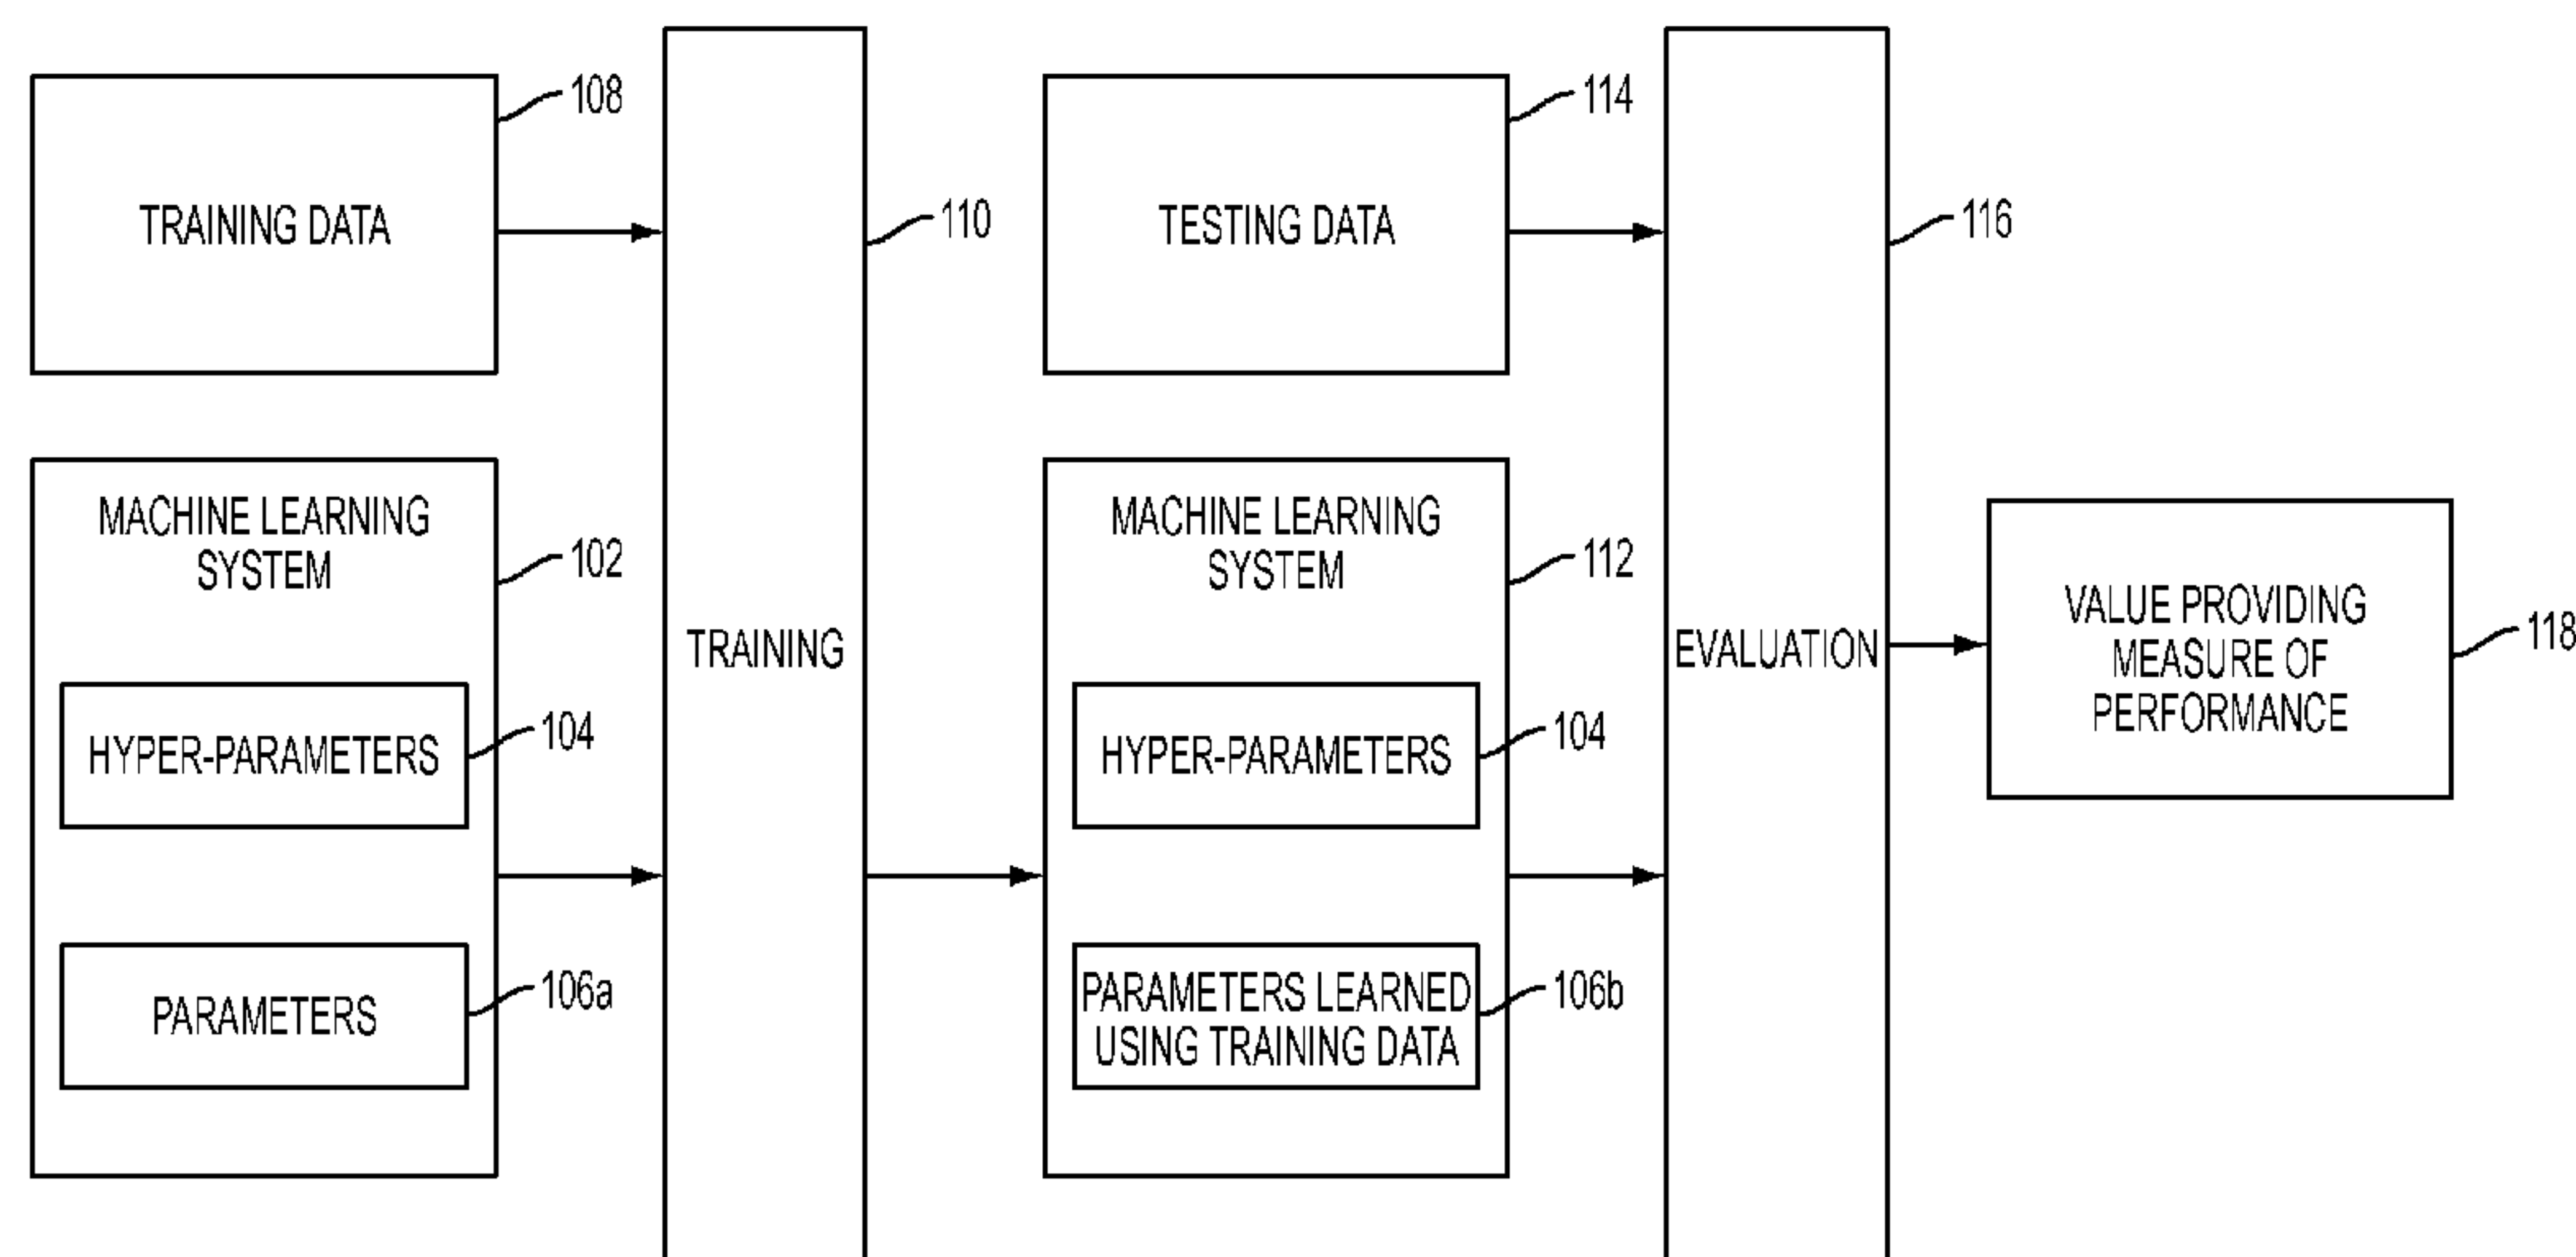 TRAINING DATA
108
MACHINE LEARNING
SYSTEM
102
HYPER-PARAMETERS
104
PARAMETERS
106a
TRAINING
110
TESTING DATA
114
MACHINE LEARNING
SYSTEM
112
HYPER-PARAMETERS
104
PARAMETERS LEARNED
USING TRAINING DATA
106b
EVALUATION
116
VALUE PROVIDING
MEASURE OF
PERFORMANCE
118